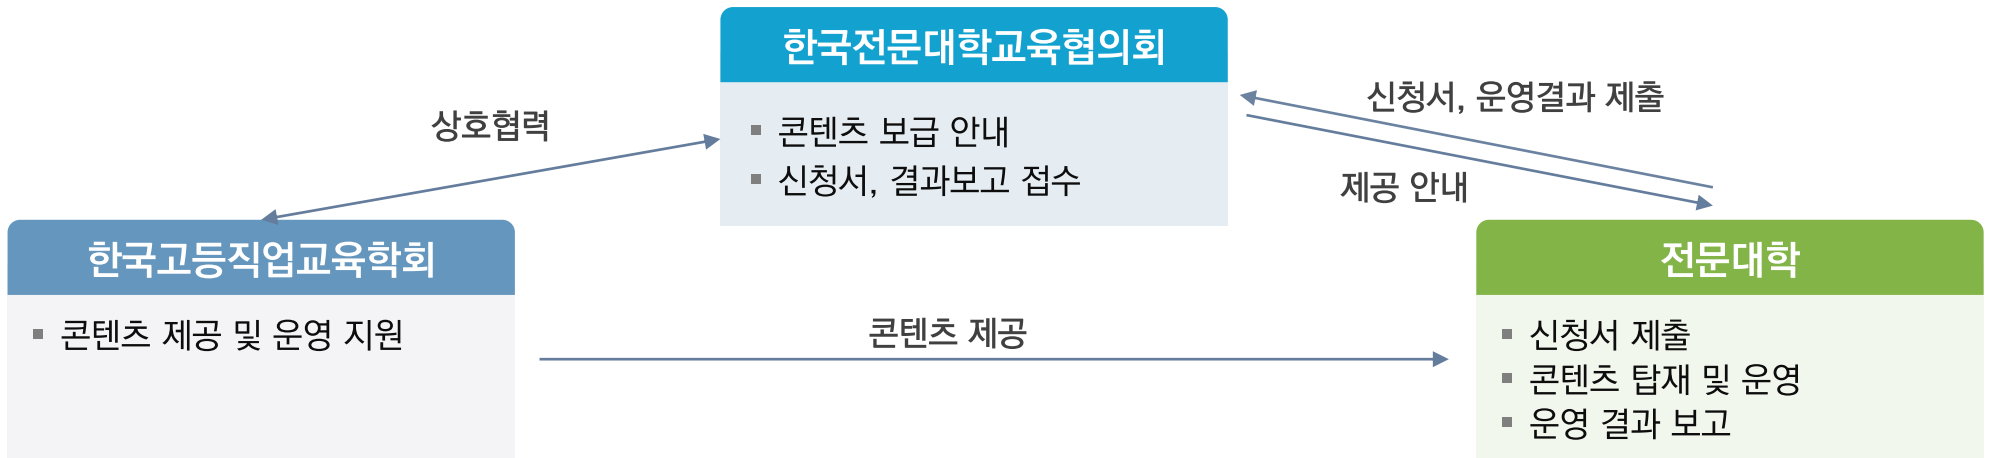 한국전문대학교육협의회
▪ 콘텐츠 보급 안내
▪ 신청서, 결과보고 접수
상호협력
신청서, 운영결과 제출
제공 안내
한국고등직업교육학회
▪ 콘텐츠 제공 및 운영 지원
콘텐츠 제공
전문대학
▪ 신청서 제출
▪ 콘텐츠 탑재 및 운영
▪ 운영 결과 보고